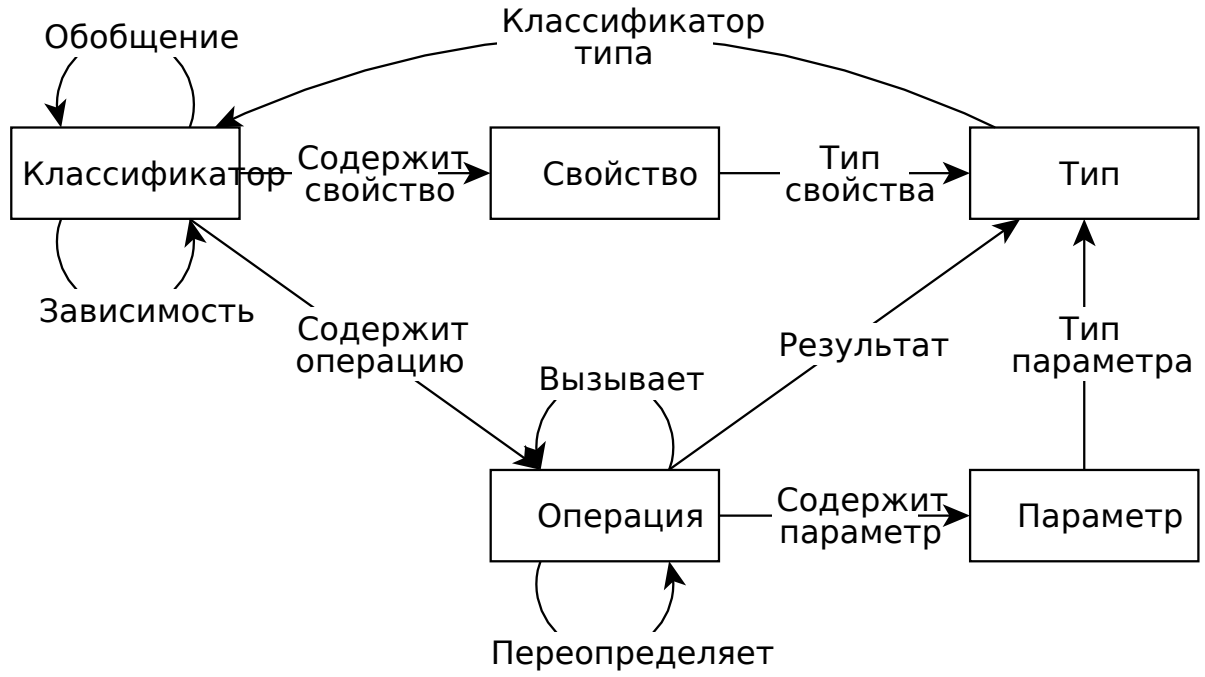 Классификатор
типа
Обобщение
Классификатор
Содержит
свойство
Свойство
Тип
свойства
Тип
Зависимость
Содержит
операцию
Вызывает
Результат
Тип
параметра
Операция
Содержит
параметр
Параметр
Переопределяет